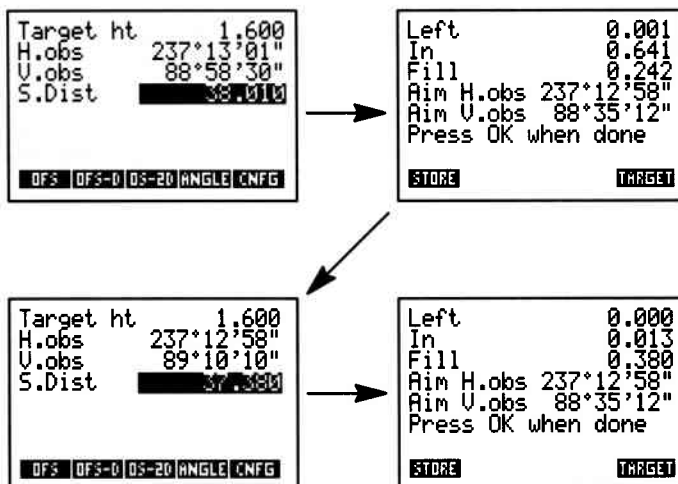 Target ht 1.600
H.obs 237°13'01"
V.obs 88°58'30"
S.Dist 38.010
OFS OFS-D OS-2D ANGLE CNFG
Left 0.001
In 0.641
Fill 0.242
Aim H.obs 237°12'58"
Aim V.obs 88°35'12"
Press OK when done
STORE TARGET
Target ht 1.600
H.obs 237°12'58"
V.obs 89°10'10"
S.Dist 37.380
OFS OFS-D OS-2D ANGLE CNFG
Left 0.000
In 0.013
Fill 0.380
Aim H.obs 237°12'58"
Aim V.obs 88°35'12"
Press OK when done
STORE TARGET